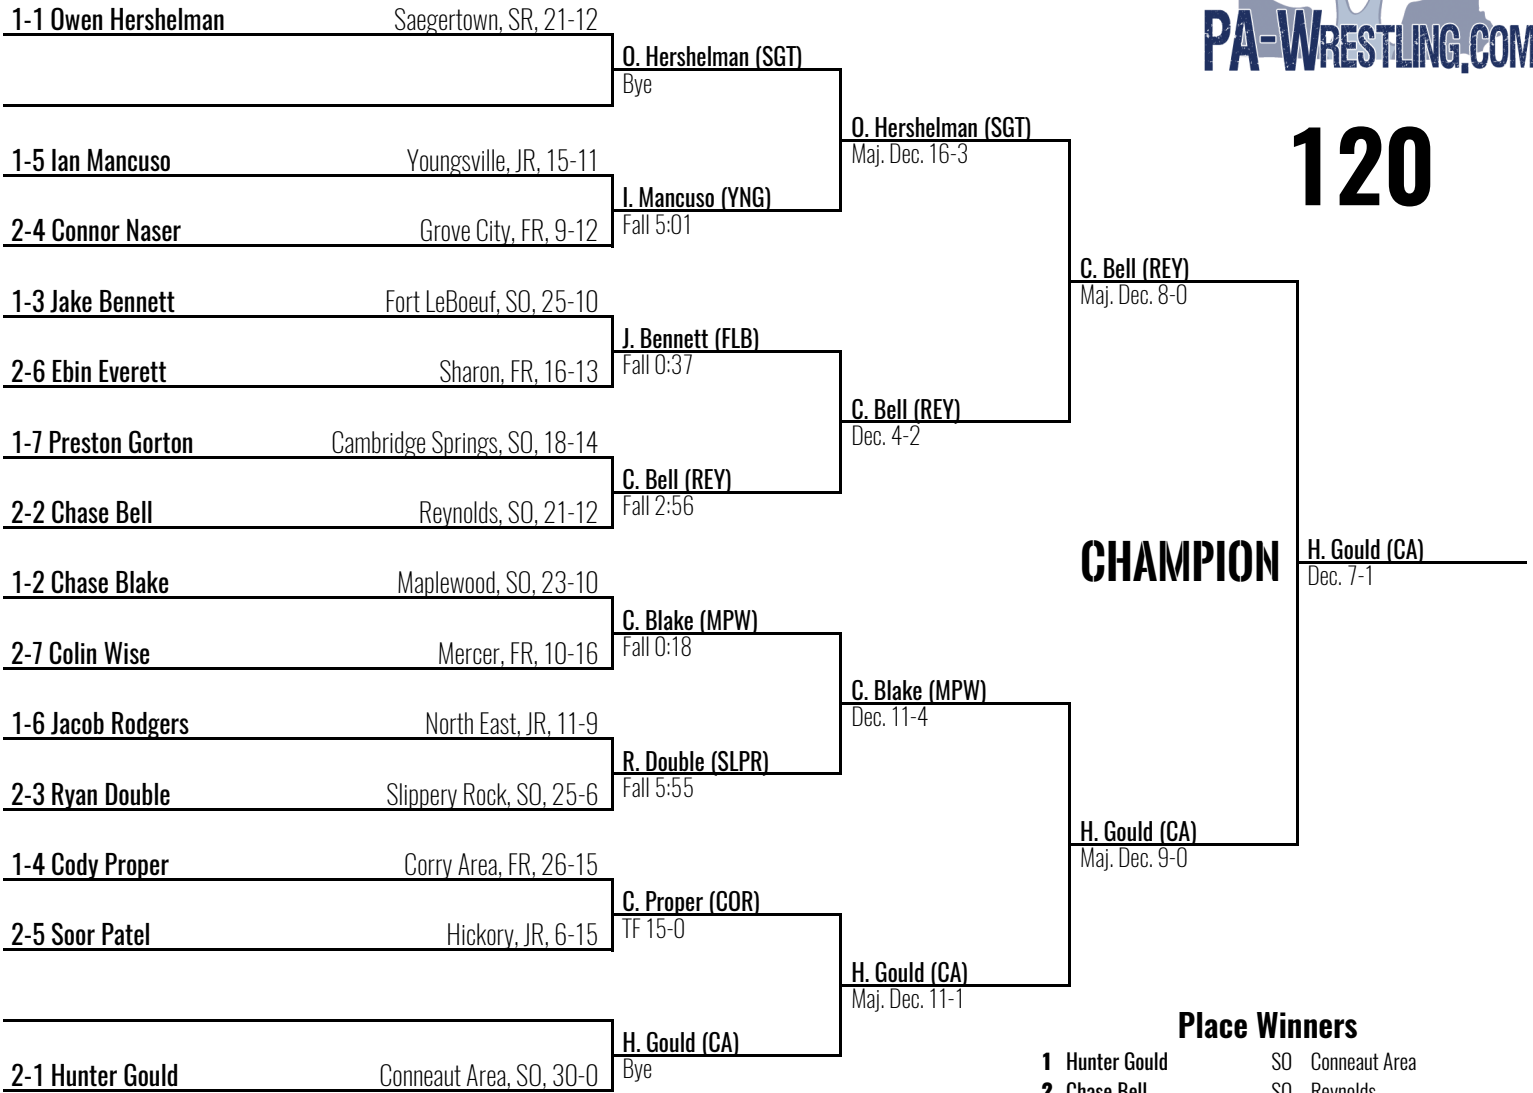 PA-WRESTLING.COM
120
1-1 Owen Hershelman Saegertown, SR, 21-12
O. Hershelman (SGT)
Bye
O. Hershelman (SGT)
Maj. Dec. 16-3
1-5 Ian Mancuso Youngsville, JR, 15-11
I. Mancuso (YNG)
Fall 5:01
2-4 Connor Naser Grove City, FR, 9-12
C. Bell (REY)
Maj. Dec. 8-0
1-3 Jake Bennett Fort LeBoeuf, SO, 25-10
J. Bennett (FLB)
Fall 0:37
2-6 Ebin Everett Sharon, FR, 16-13
C. Bell (REY)
Dec. 4-2
1-7 Preston Gorton Cambridge Springs, SO, 18-14
C. Bell (REY)
Fall 2:56
2-2 Chase Bell Reynolds, SO, 21-12
CHAMPION
H. Gould (CA)
Dec. 7-1
1-2 Chase Blake Maplewood, SO, 23-10
C. Blake (MPW)
Fall 0:18
2-7 Colin Wise Mercer, FR, 10-16
C. Blake (MPW)
Dec. 11-4
1-6 Jacob Rodgers North East, JR, 11-9
R. Double (SLPR)
Fall 5:55
2-3 Ryan Double Slippery Rock, SO, 25-6
H. Gould (CA)
Maj. Dec. 9-0
1-4 Cody Proper Corry Area, FR, 26-15
C. Proper (COR)
TF 15-0
2-5 Soor Patel Hickory, JR, 6-15
H. Gould (CA)
Maj. Dec. 11-1
H. Gould (CA)
Bye
2-1 Hunter Gould Conneaut Area, SO, 30-0
Place Winners
1 Hunter Gould SO Conneaut Area
2 Chase Bell SO Reynolds